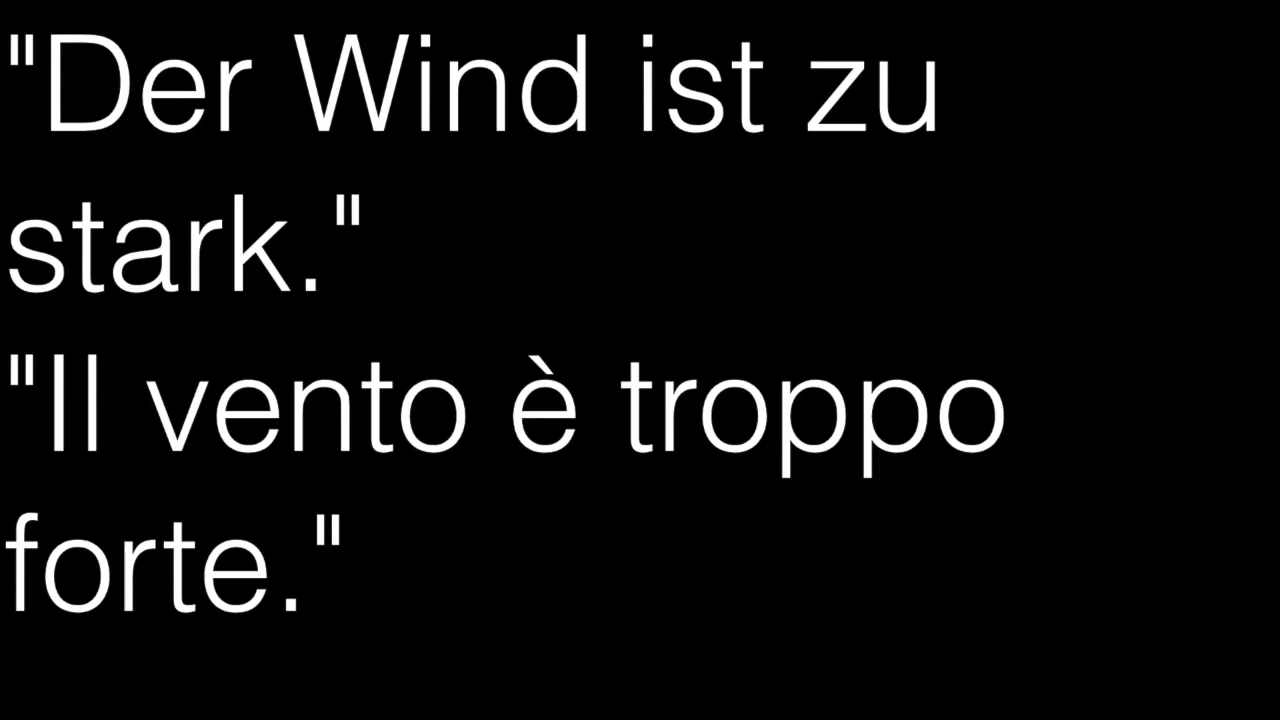 "Der Wind ist zu
stark."
"Il vento è troppo
forte."